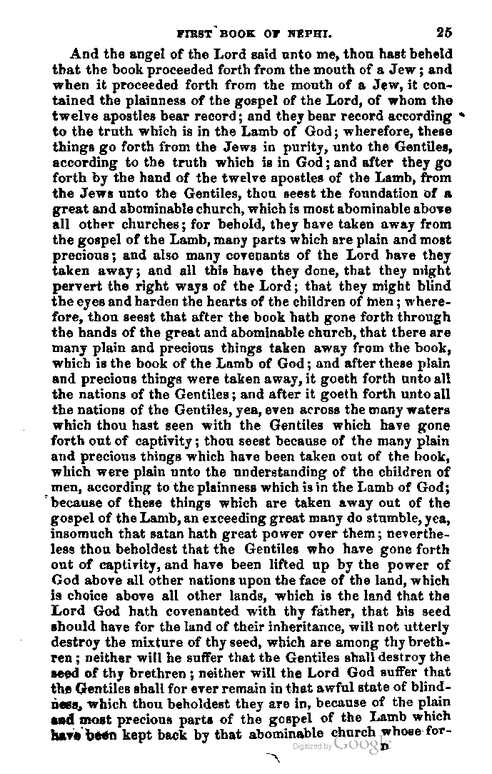 FIRST BOOK OF NEPHI. 25
And the angel of the Lord said unto me, thou hast beheld
that the book proceeded forth from the mouth of a Jew; and
when it proceeded forth from the mouth of a Jew, it con-
tained the plainness of the gospel of the Lord, of whom the
twelve apostles bear record; and they bear record according
to the truth which is in the Lamb of God; wherefore, these
things go forth from the Jews in purity, unto the Gentiles,
according to the truth which is in God; and after they go
forth by the hand of the twelve apostles of the Lamb, from
the Jews unto the Gentiles, thou seest the foundation of a
great and abominable church, which is most abominable above
all other churches; for behold, they have taken away from
the gospel of the Lamb, many parts which are plain and most
precious; and also many covenants of the Lord have they
taken away; and all this have they done, that they might
pervert the right ways of the Lord; that they might blind
the eyes and harden the hearts of the children of men; where-
fore, thou seest that after the book hath gone forth through
the hands of the great and abominable church, that there are
many plain and precious things taken away from the book,
which is the book of the Lamb of God; and after these plain
and precious things were taken away, it goeth forth unto all
the nations of the Gentiles; and after it goeth forth unto all
the nations of the Gentiles, yea, even across the many waters
which thou hast seen with the Gentiles which have gone
forth out of captivity; thou seest because of the many plain
and precious things which have been taken out of the book,
which were plain unto the understanding of the children of
men, according to the plainness which is in the Lamb of God;
because of these things which are taken away out of the
gospel of the Lamb, an exceeding great many do stumble, yea,
insomuch that satan hath great power over them; neverthe-
less thou beholdest that the Gentiles who have gone forth
out of captivity, and have been lifted up by the power of
God above all other nations upon the face of the land, which
is choice above all other lands, which is the land that the
Lord God hath covenanted with thy father, that his seed
should have for the land of their inheritance, will not utterly
destroy the mixture of thy seed, which are among thy breth-
ren; neither will he suffer that the Gentiles shall destroy the
seed of thy brethren; neither will the Lord God suffer that
the Gentiles shall for ever remain in that awful state of blind-
ness, which thou beholdest they are in, because of the plain
and most precious parts of the gospel of the Lamb which
have been kept back by that abominable church whose for-
Digitized by Google
D